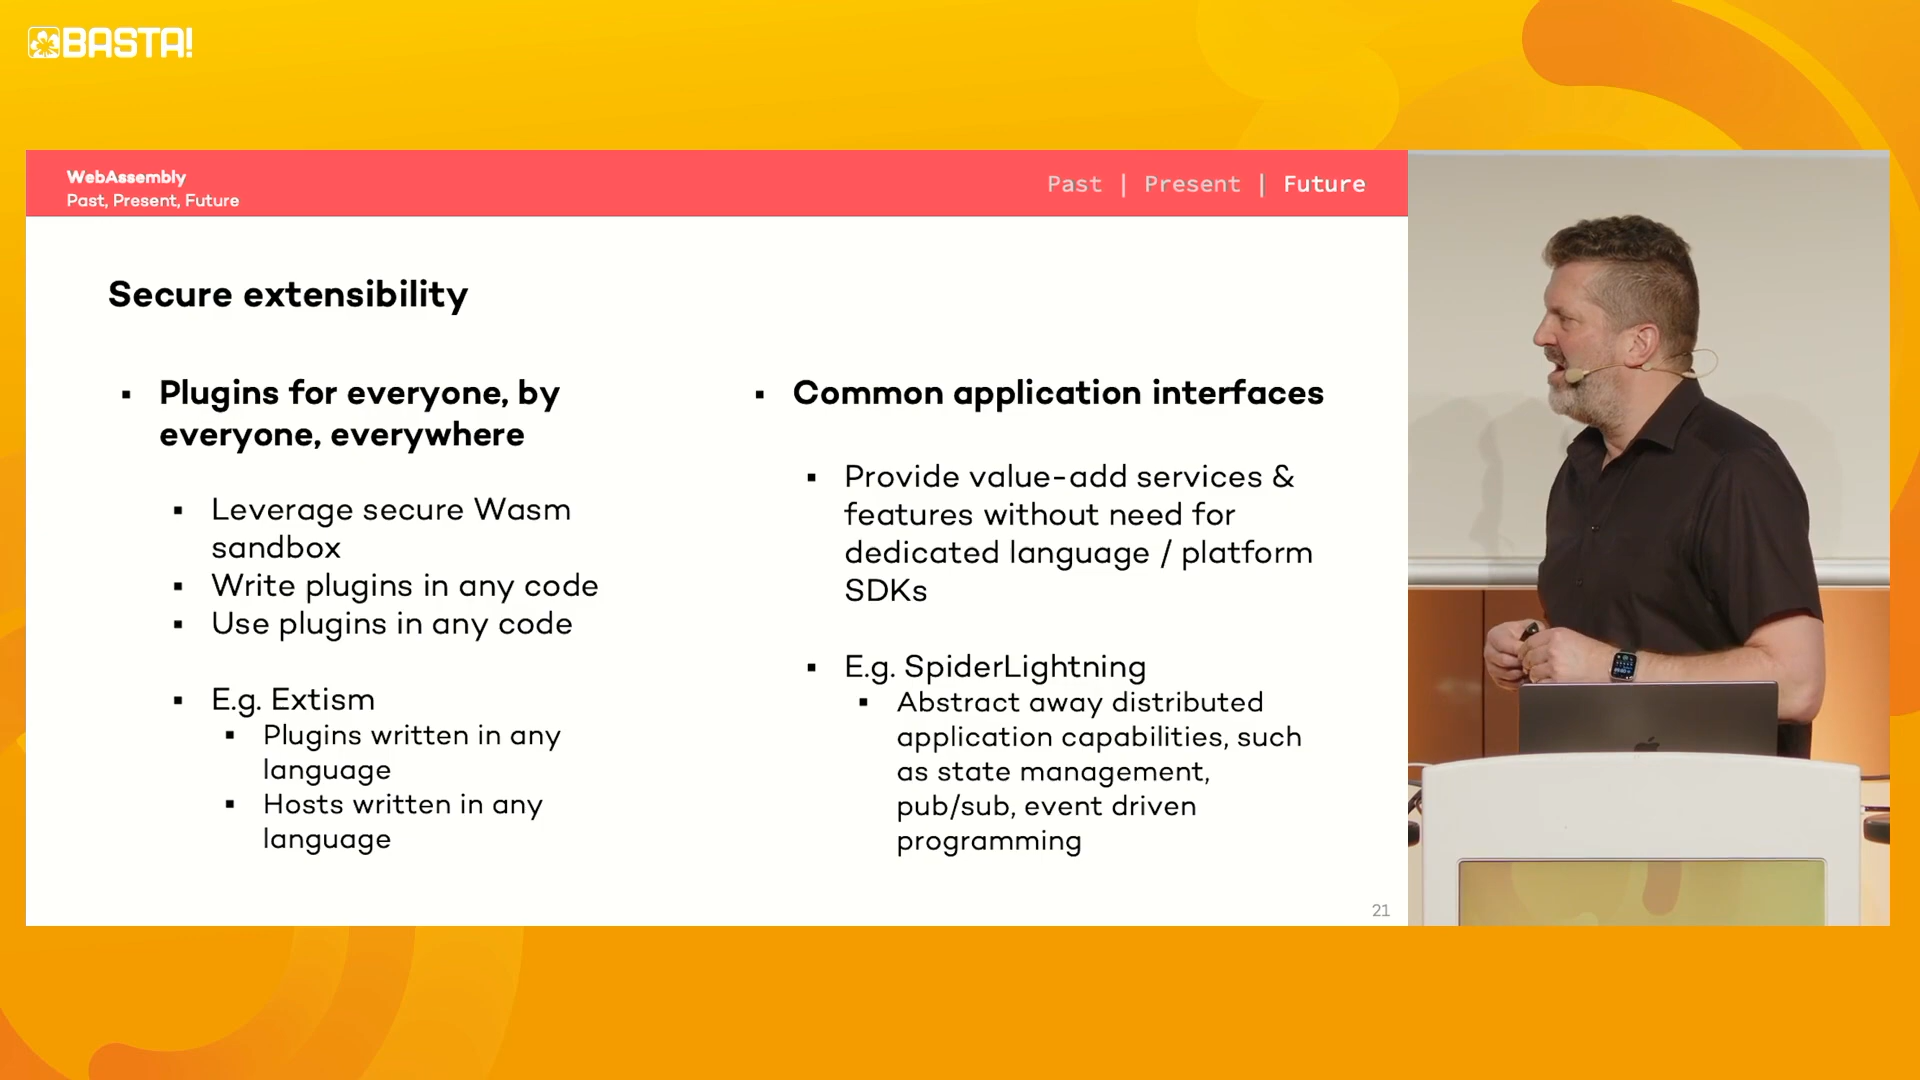 BASTA!
WebAssembly
Past, Present, Future
Past | Present | Future
Secure extensibility
▪ Plugins for everyone, by
everyone, everywhere
▪ Leverage secure Wasm
sandbox
▪ Write plugins in any code
▪ Use plugins in any code
▪ E.g. Extism
▪ Plugins written in any
language
▪ Hosts written in any
language
▪ Common application interfaces
▪ Provide value-add services &
features without need for
dedicated language / platform
SDKs
▪ E.g. SpiderLightning
▪ Abstract away distributed
application capabilities, such
as state management,
pub/sub, event driven
programming
21